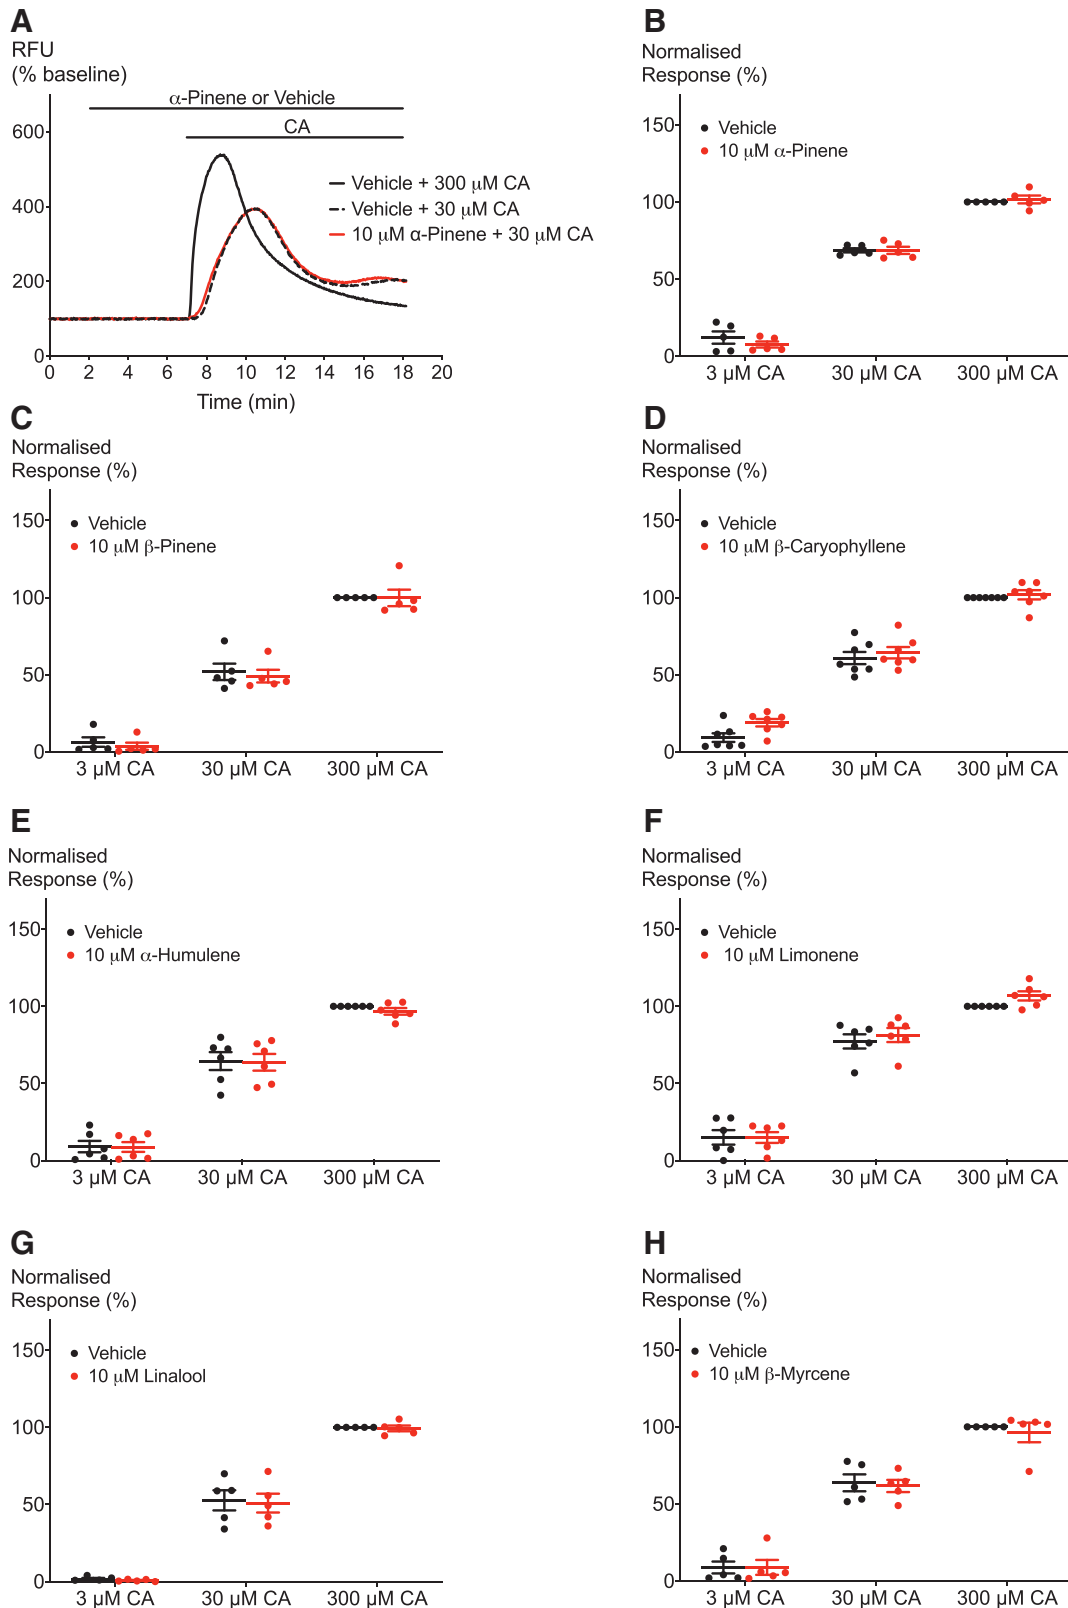 A
RFU
(% baseline)
α-Pinene or Vehicle
CA
600
400
200
0
Vehicle + 300 μM CA
Vehicle + 30 μM CA
10 μM α-Pinene + 30 μM CA
0 2 4 6 8 10 12 14 16 18 20
Time (min)
B
Normalised
Response (%)
150
100
50
0
Vehicle
10 μM α-Pinene
3 μM CA 30 μM CA 300 μM CA
C
Normalised
Response (%)
150
100
50
0
Vehicle
10 μM β-Pinene
3 μM CA 30 μM CA 300 μM CA
D
Normalised
Response (%)
150
100
50
0
Vehicle
10 μM β-Caryophyllene
3 μM CA 30 μM CA 300 μM CA
E
Normalised
Response (%)
150
100
50
0
Vehicle
10 μM α-Humulene
3 μM CA 30 μM CA 300 μM CA
F
Normalised
Response (%)
150
100
50
0
Vehicle
10 μM Limonene
3 μM CA 30 μM CA 300 μM CA
G
Normalised
Response (%)
150
100
50
0
Vehicle
10 μM Linalool
3 μM CA 30 μM CA 300 μM CA
H
Normalised
Response (%)
150
100
50
0
Vehicle
10 μM β-Myrcene
3 μM CA 30 μM CA 300 μM CA